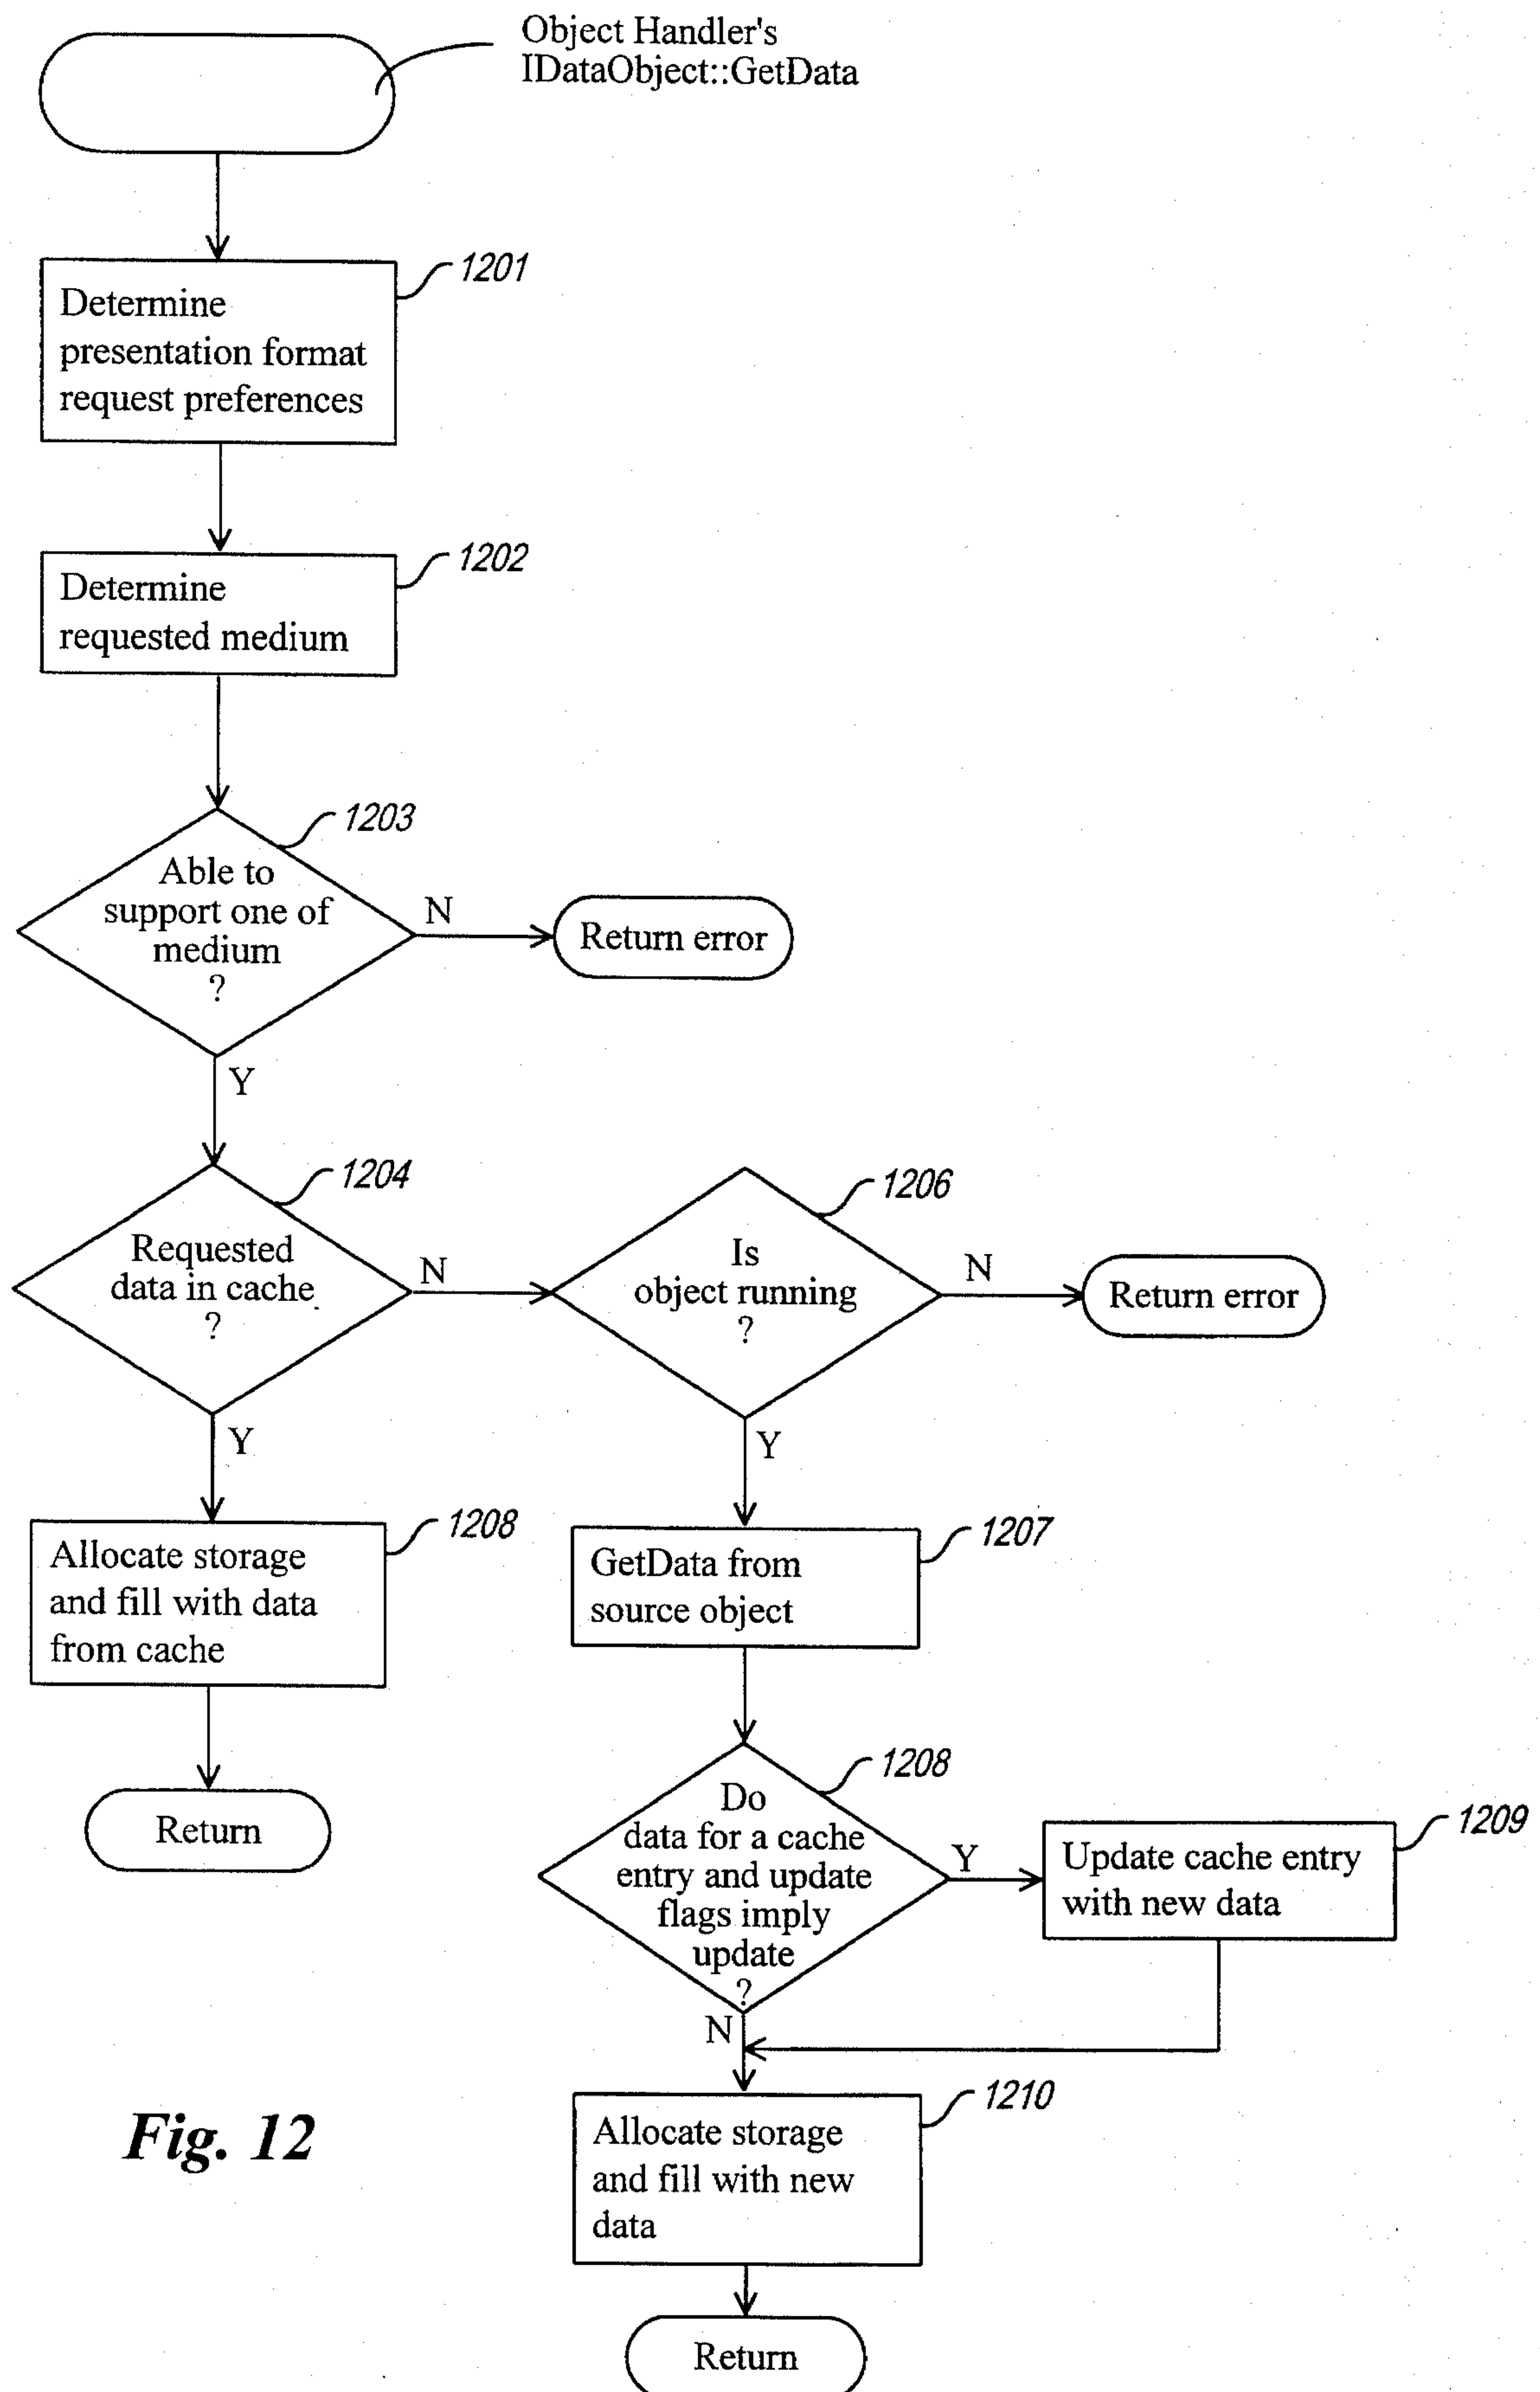 Object Handler's
IDataObject::GetData
1201
Determine
presentation format
request preferences
1202
Determine
requested medium
1203
Able to
support one of
medium
?
N
Return error
Y
1204
Requested
data in cache
?
N
1206
Is
object running
?
N
Return error
Y
Y
1208
Allocate storage
and fill with data
from cache
Return
1207
GetData from
source object
1208
Do
data for a cache
entry and update
flags imply
update
?
Y
1209
Update cache entry
with new data
N
1210
Allocate storage
and fill with new
data
Return
Fig. 12